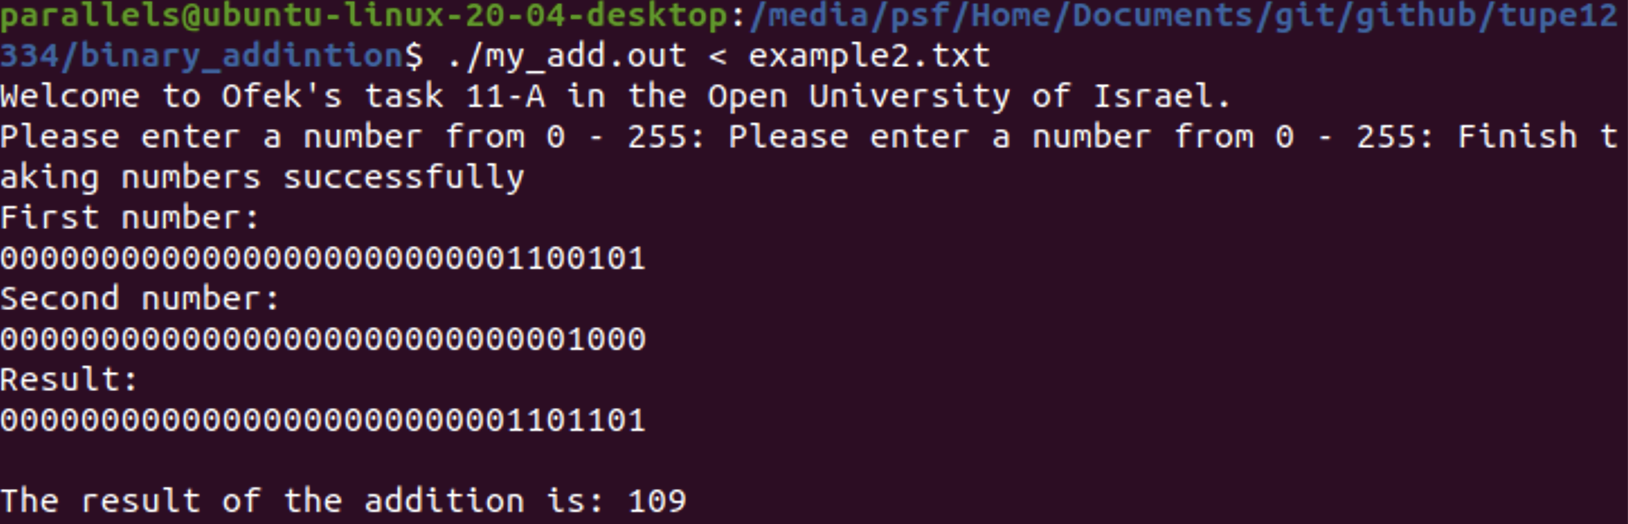 parallels@ubuntu-linux-20-04-desktop:/media/psf/Home/Documents/git/github/tupe12
334/binary_addintion$ ./my_add.out < example2.txt
Welcome to Ofek's task 11-A in the Open University of Israel.
Please enter a number from 0 - 255: Please enter a number from 0 - 255: Finish t
aking numbers successfully
First number:
00000000000000000000000001100101
Second number:
00000000000000000000000000001000
Result:
00000000000000000000000001101101
The result of the addition is: 109